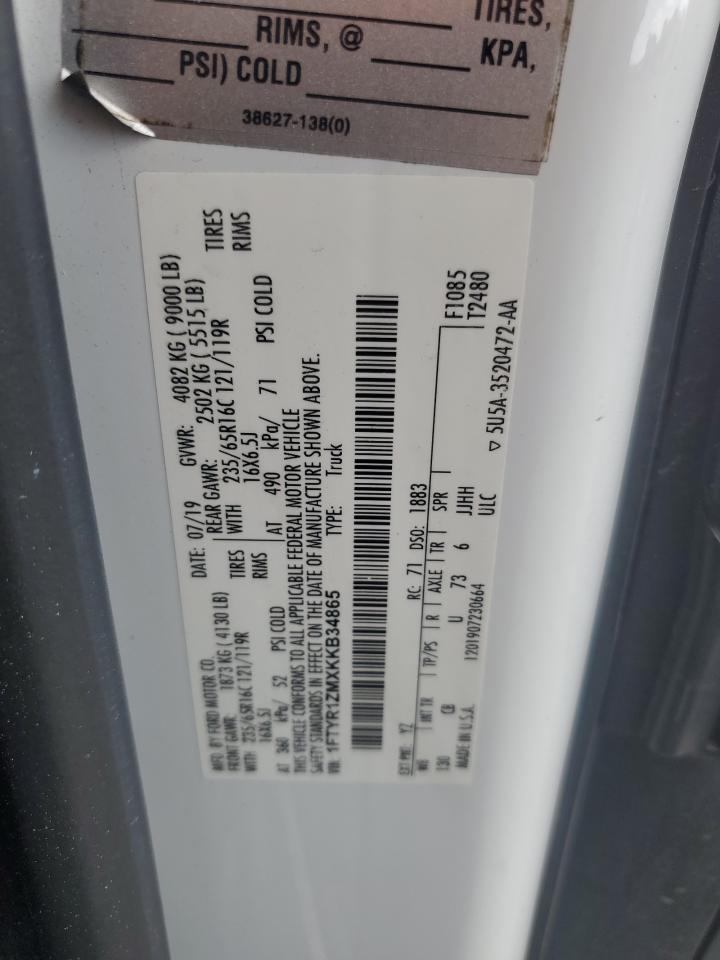 TIRES,
RIMS, @ KPA,
PSI) COLD
38627-138(0)
MFD. BY FORD MOTOR CO. DATE: 07/19 GVWR: 4082 KG ( 9000 LB)
FRONT GAWR: 1873 KG ( 4130 LB) REAR GAWR: 2502 KG ( 5515 LB)
WITH 235/65R16C 121/119R TIRES WITH 235/65R16C 121/119R TIRES
16X6.5J RIMS 16X6.5J RIMS
AT 360 kPa/ 52 PSI COLD AT 490 kPa/ 71 PSI COLD
THIS VEHICLE CONFORMS TO ALL APPLICABLE FEDERAL MOTOR VEHICLE
SAFETY STANDARDS IN EFFECT ON THE DATE OF MANUFACTURE SHOWN ABOVE.
VIN: 1FTYR1ZMXKKB34865 TYPE: Truck
EXT PNT: YZ RC: 71 DSO: 1883 F1085
WB INT TR TP/PS R AXLE TR SPR T2480
130 CB U 73 6 JJHH
MADE IN U.S.A. 1201907230664 ULC
▽ 5U5A-3520472-AA